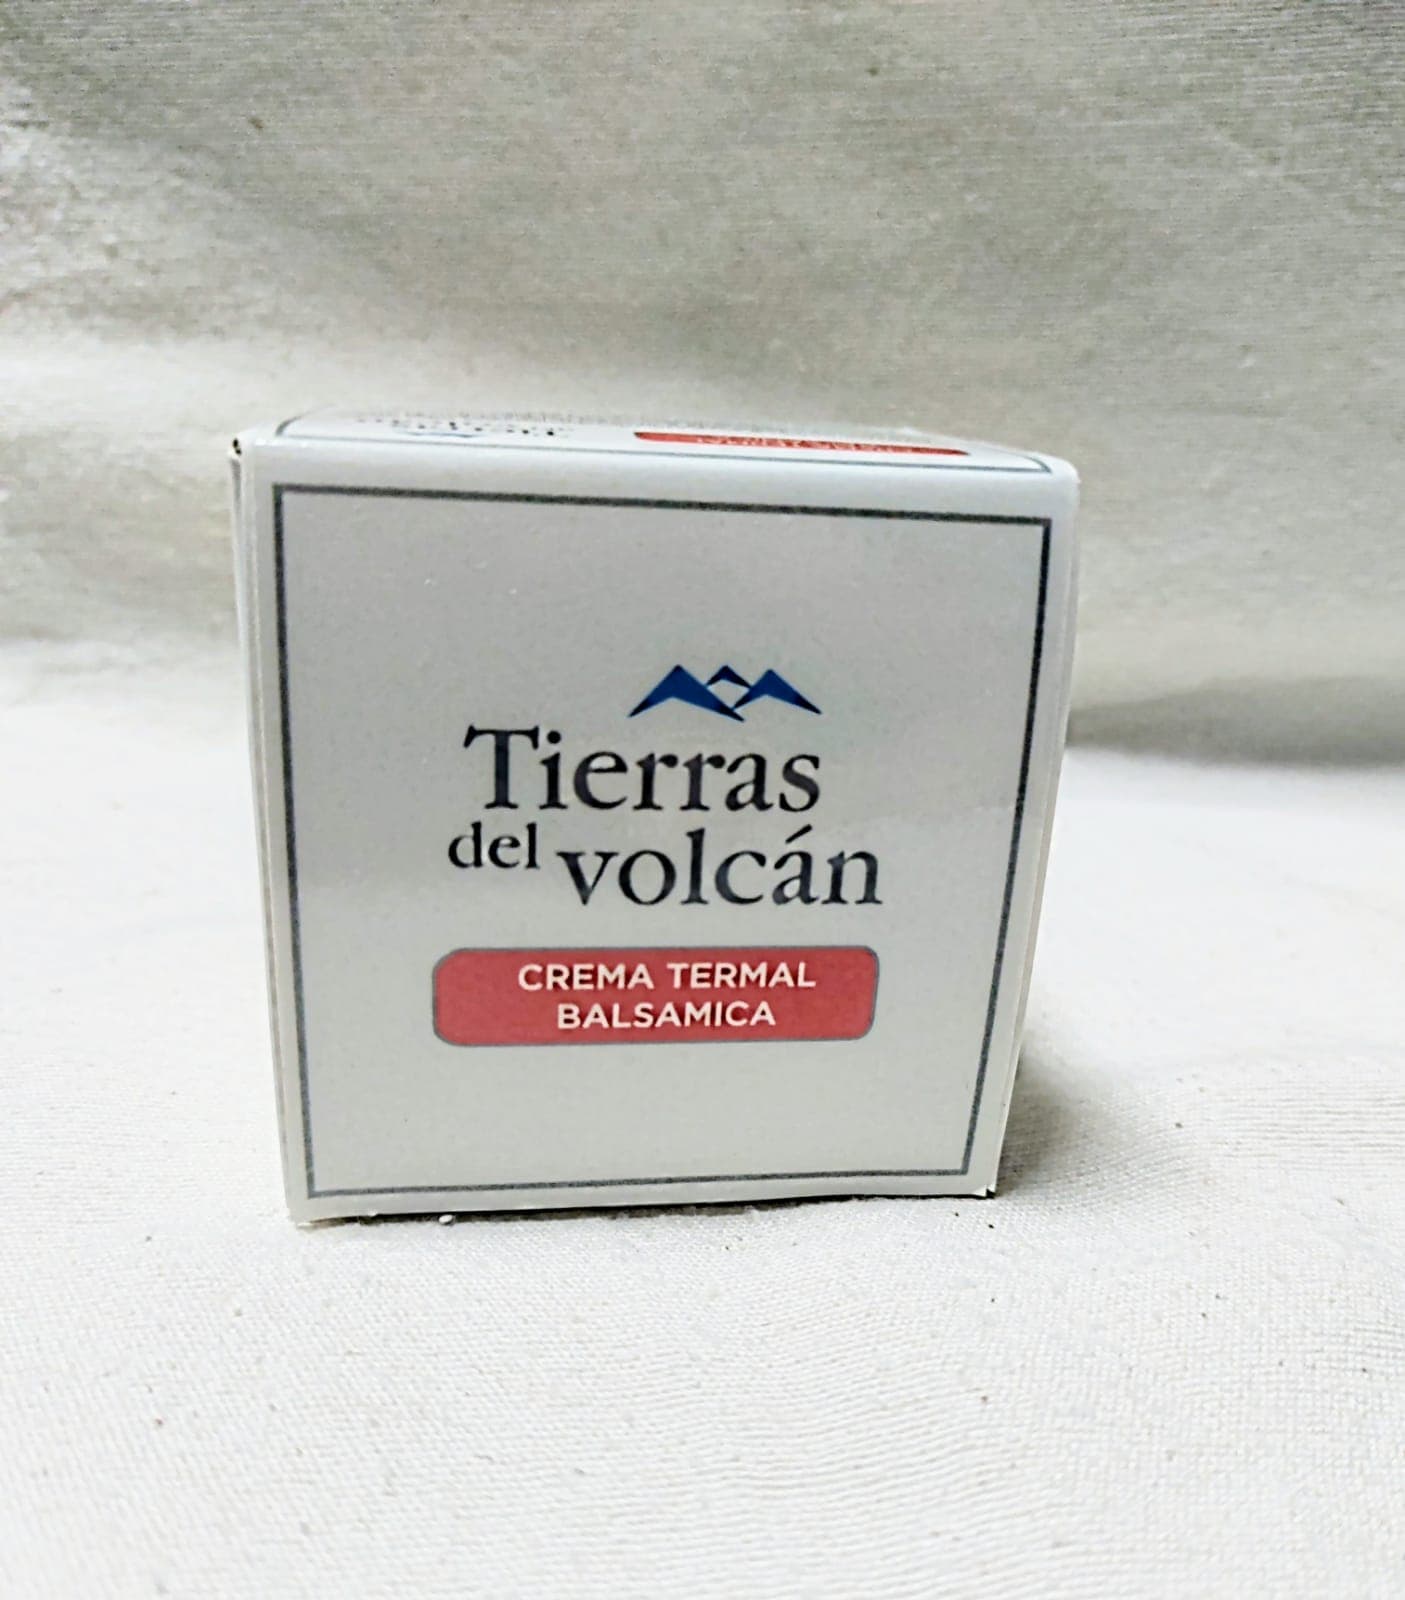 Tierras
del volcán
CREMA TERMAL
BALSAMICA